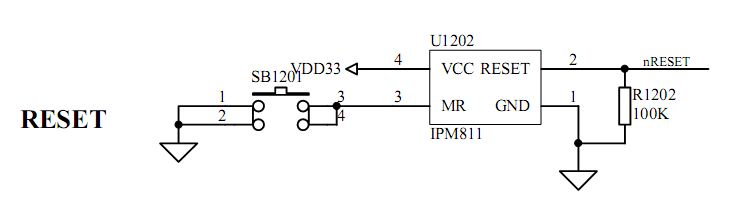 U1202
SB1201
VDD33
4
VCC RESET
2
nRESET
1
3
3
MR
GND
1
R1202
2
4
100K
RESET
IPM811